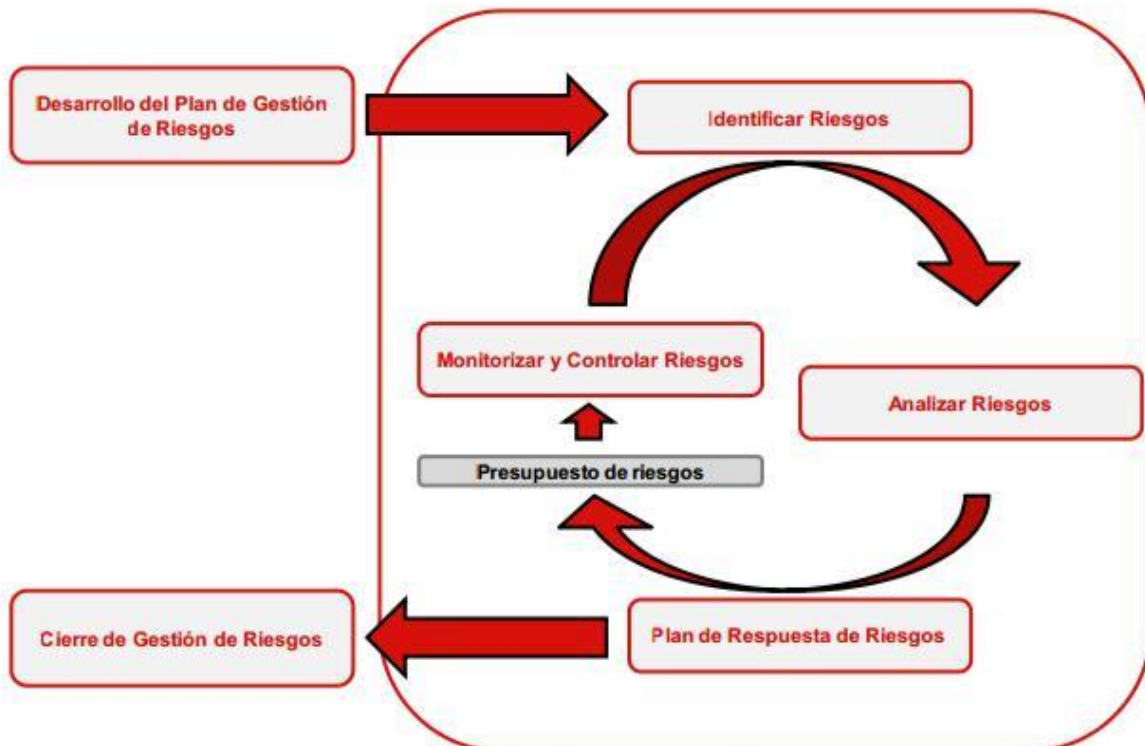 Desarrollo del Plan de Gestión
de Riesgos
Identificar Riesgos
Monitorizar y Controlar Riesgos
Analizar Riesgos
Presupuesto de riesgos
Cierre de Gestión de Riesgos
Plan de Respuesta de Riesgos